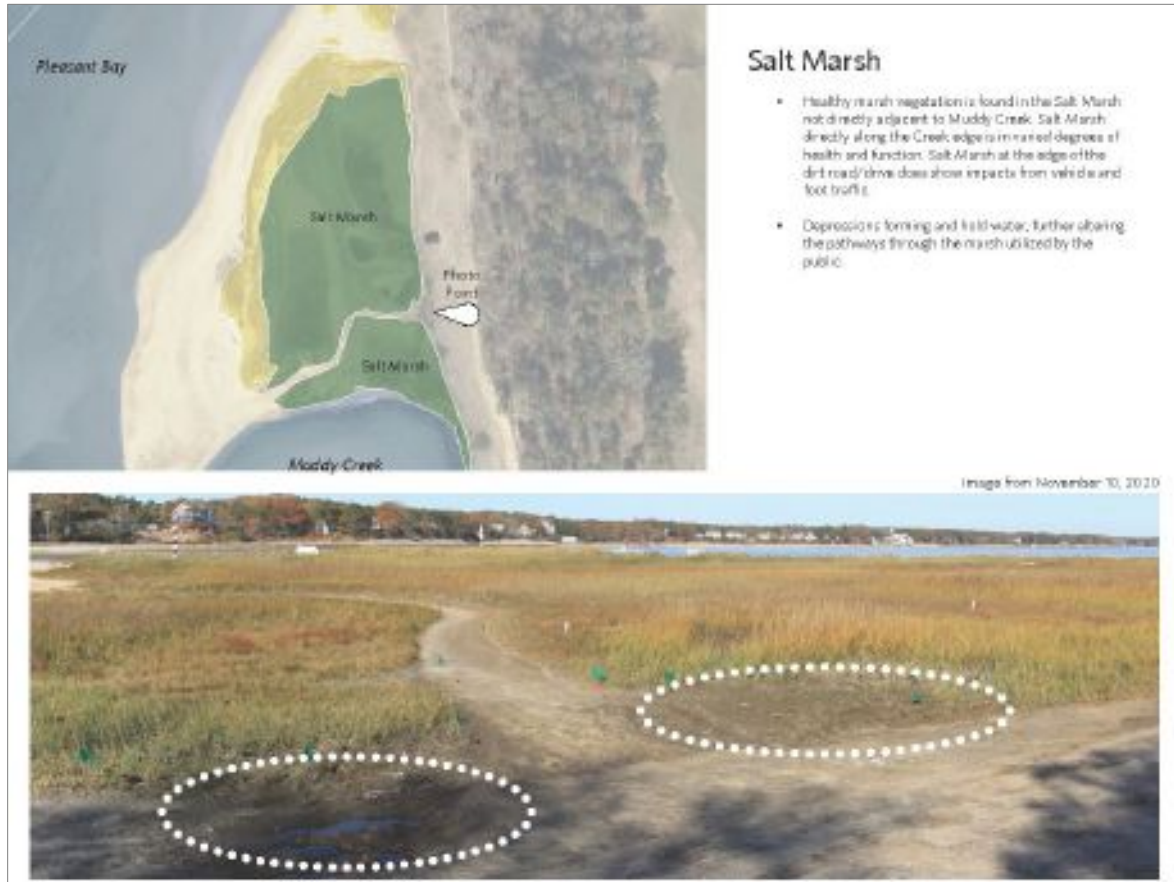 Pleasant Bay
Salt Marsh
Photo
Point
Salt Marsh
Muddy Creek
Salt Marsh
• Healthy marsh vegetation is found in the Salt Marsh
not directly adjacent to Muddy Creek. Salt Marsh
directly along the Creek edge is in varied degrees of
health and function. Salt Marsh at the edge of the
dirt road/drive does show impacts from vehicle and
foot traffic.
• Depressions forming and hold water, further altering
the pathways through the marsh utilized by the
public.
Image from November 10, 2020